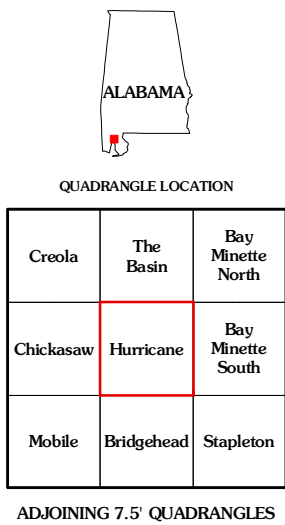 ALABAMA
QUADRANGLE LOCATION
Creola
The
Basin
Bay
Minette
North
Chickasaw
Hurricane
Bay
Minette
South
Mobile
Bridgehead
Stapleton
ADJOINING 7.5' QUADRANGLES